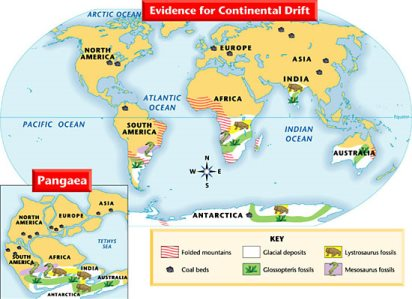 Evidence for Continental Drift
ARCTIC OCEAN
NORTH
AMERICA
EUROPE
ASIA
INDIA
ATLANTIC
OCEAN
AFRICA
PACIFIC OCEAN
SOUTH
AMERICA
INDIAN
OCEAN
Equator
AUSTRALIA
N
W E
S
ANTARCTICA
Pangaea
NORTH
AMERICA
EUROPE
ASIA
TETHYS
SEA
SOUTH
AMERICA
AFRICA
INDIA
AUSTRALIA
ANTARCTICA
KEY
Folded mountains
Glacial deposits
Lystrosaurus fossils
Coal beds
Glossopteris fossils
Mesosaurus fossils